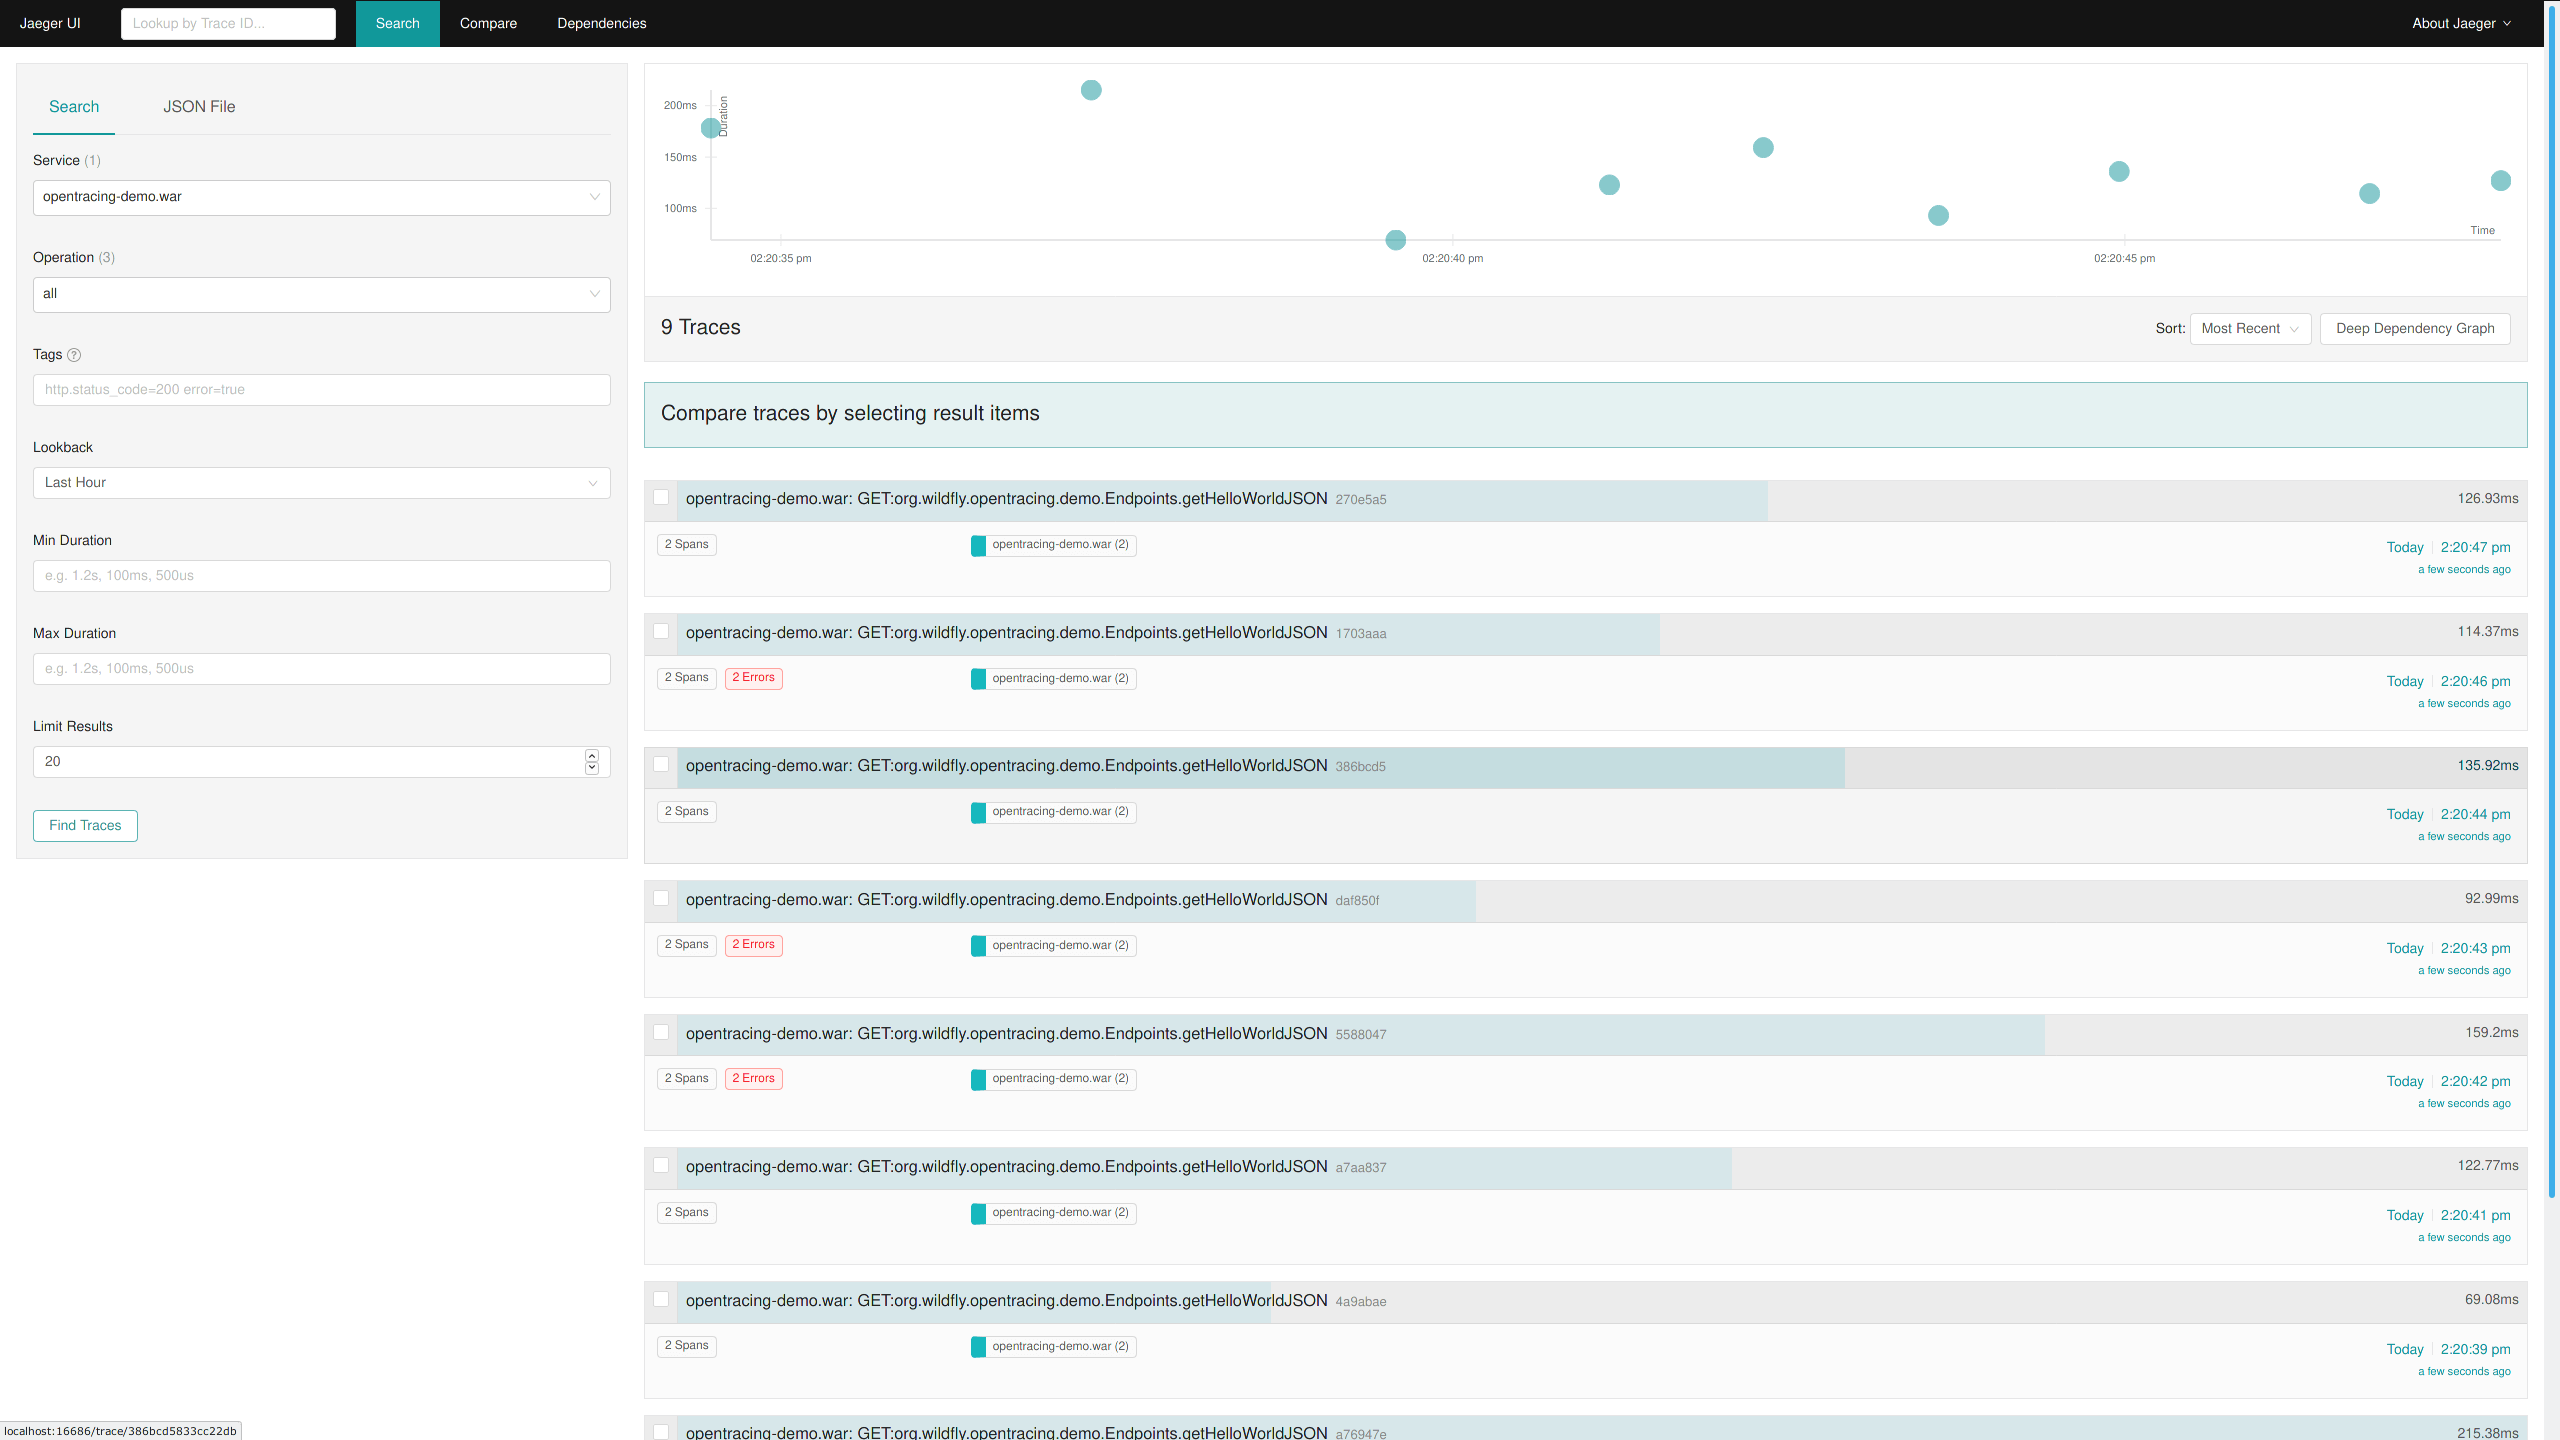 Jaeger UI Lookup by Trace ID... Search Compare Dependencies About Jaeger
Search JSON File
Service (1)
opentracing-demo.war
Operation (3)
all
Tags ?
http.status_code=200 error=true
Lookback
Last Hour
Min Duration
e.g. 1.2s, 100ms, 500us
Max Duration
e.g. 1.2s, 100ms, 500us
Limit Results
20
Find Traces
200ms
150ms
100ms
Duration
Time
02:20:35 pm 02:20:40 pm 02:20:45 pm
9 Traces Sort: Most Recent Deep Dependency Graph
Compare traces by selecting result items
opentracing-demo.war: GET:org.wildfly.opentracing.demo.Endpoints.getHelloWorldJSON 270e5a5 126.93ms
2 Spans opentracing-demo.war (2) Today 2:20:47 pm
a few seconds ago
opentracing-demo.war: GET:org.wildfly.opentracing.demo.Endpoints.getHelloWorldJSON 1703aaa 114.37ms
2 Spans 2 Errors opentracing-demo.war (2) Today 2:20:46 pm
a few seconds ago
opentracing-demo.war: GET:org.wildfly.opentracing.demo.Endpoints.getHelloWorldJSON 386bcd5 135.92ms
2 Spans opentracing-demo.war (2) Today 2:20:44 pm
a few seconds ago
opentracing-demo.war: GET:org.wildfly.opentracing.demo.Endpoints.getHelloWorldJSON daf850f 92.99ms
2 Spans 2 Errors opentracing-demo.war (2) Today 2:20:43 pm
a few seconds ago
opentracing-demo.war: GET:org.wildfly.opentracing.demo.Endpoints.getHelloWorldJSON 5588047 159.2ms
2 Spans 2 Errors opentracing-demo.war (2) Today 2:20:42 pm
a few seconds ago
opentracing-demo.war: GET:org.wildfly.opentracing.demo.Endpoints.getHelloWorldJSON a7aa837 122.77ms
2 Spans opentracing-demo.war (2) Today 2:20:41 pm
a few seconds ago
opentracing-demo.war: GET:org.wildfly.opentracing.demo.Endpoints.getHelloWorldJSON 4a9abae 69.08ms
2 Spans opentracing-demo.war (2) Today 2:20:39 pm
a few seconds ago
opentracing-demo.war: GET:org.wildfly.opentracing.demo.Endpoints.getHelloWorldJSON a76947e 215.38ms
localhost:16686/trace/386bcd5833cc22db